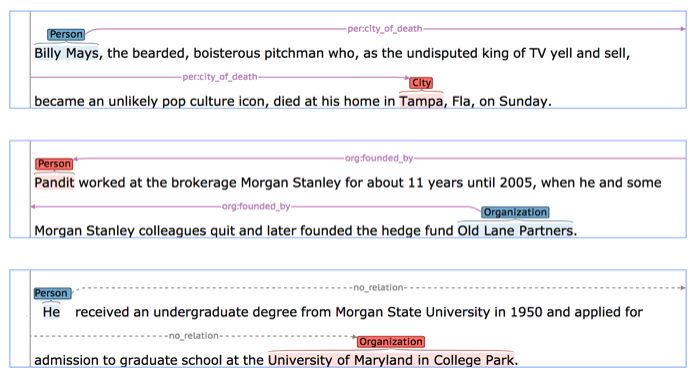 Person per:city_of_death
Billy Mays, the bearded, boisterous pitchman who, as the undisputed king of TV yell and sell,
per:city_of_death City
became an unlikely pop culture icon, died at his home in Tampa, Fla, on Sunday.
Person org:founded_by
Pandit worked at the brokerage Morgan Stanley for about 11 years until 2005, when he and some
org:founded_by Organization
Morgan Stanley colleagues quit and later founded the hedge fund Old Lane Partners.
Person no_relation
He received an undergraduate degree from Morgan State University in 1950 and applied for
no_relation Organization
admission to graduate school at the University of Maryland in College Park.